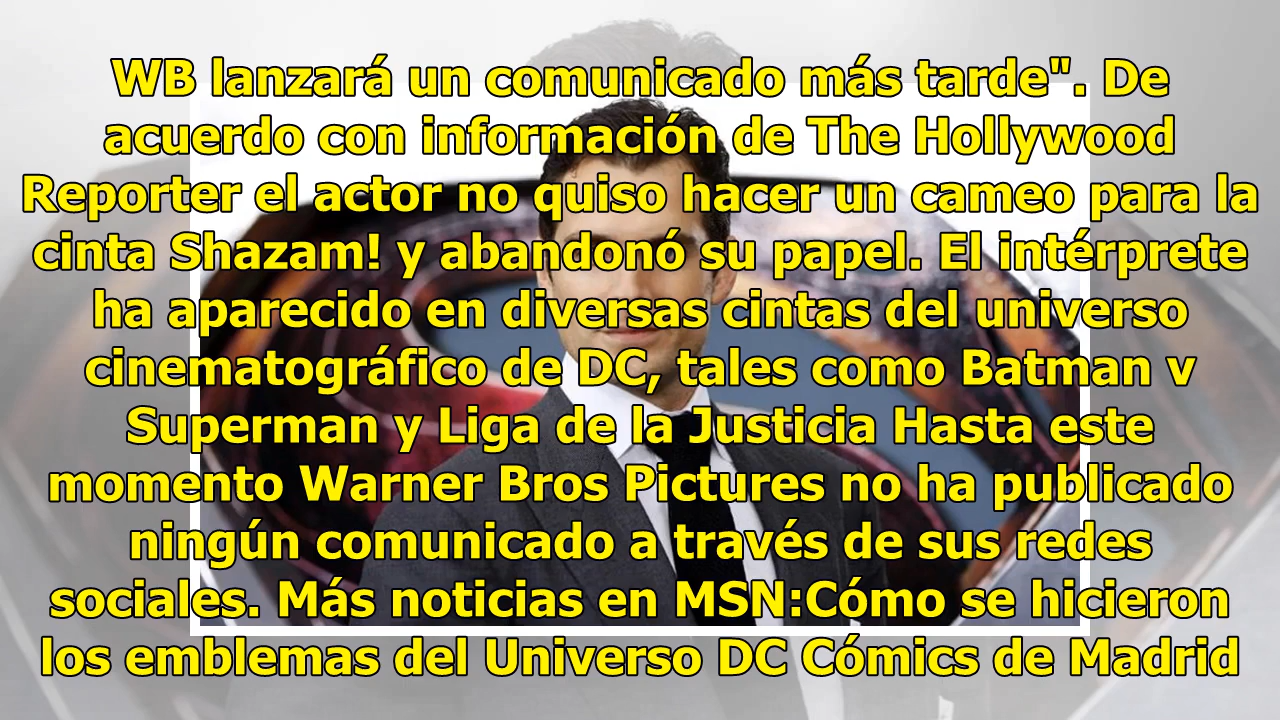 WB lanzará un comunicado más tarde". De
acuerdo con información de The Hollywood
Reporter el actor no quiso hacer un cameo para la
cinta Shazam! y abandonó su papel. El intérprete
ha aparecido en diversas cintas del universo
cinematográfico de DC, tales como Batman v
Superman y Liga de la Justicia Hasta este
momento Warner Bros Pictures no ha publicado
ningún comunicado a través de sus redes
sociales. Más noticias en MSN:Cómo se hicieron
los emblemas del Universo DC Cómics de Madrid